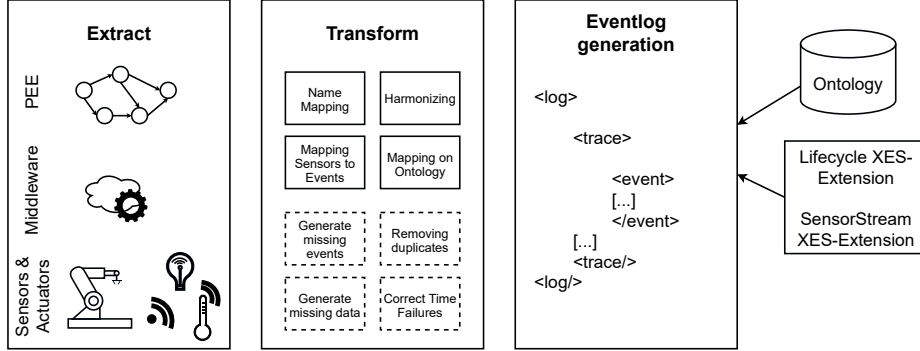 Extract
PEE
Middleware
Sensors &
Actuators
Transform
Name
Mapping
Harmonizing
Mapping
Sensors to
Events
Mapping on
Ontology
Generate
missing
events
Removing
duplicates
Generate
missing data
Correct Time
Failures
Eventlog
generation
<log>
<trace>
<event>
[...]
</event>
[...]
<trace/>
<log/>
Ontology
Lifecycle XES-
Extension
SensorStream
XES-Extension